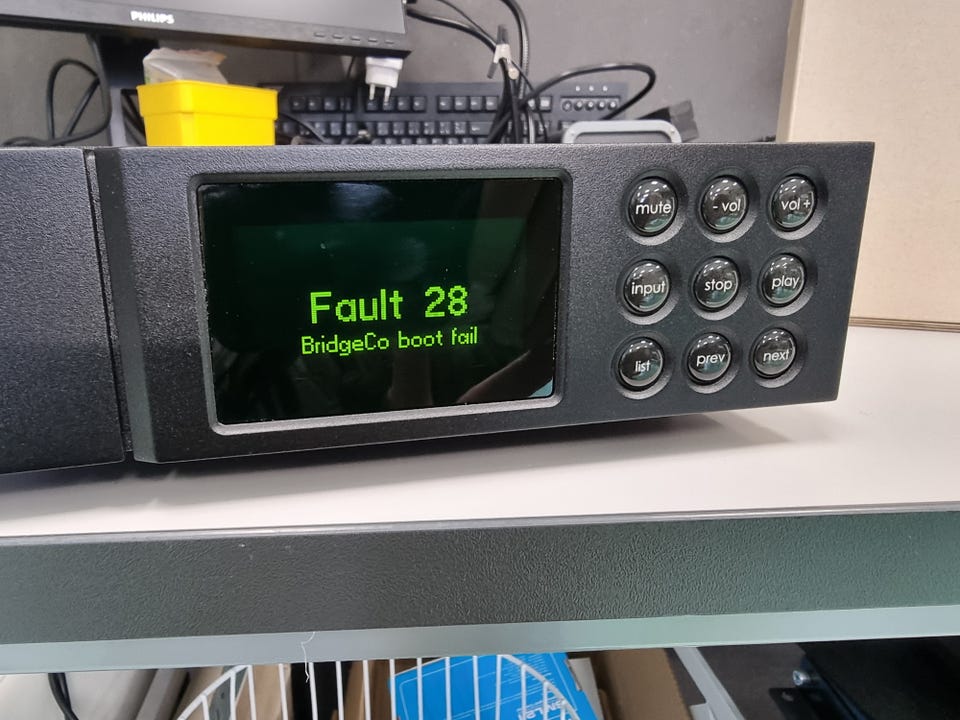 PHILIPS
Fault 28
BridgeCo boot fail
mute - vol vol +
input stop play
list prev next